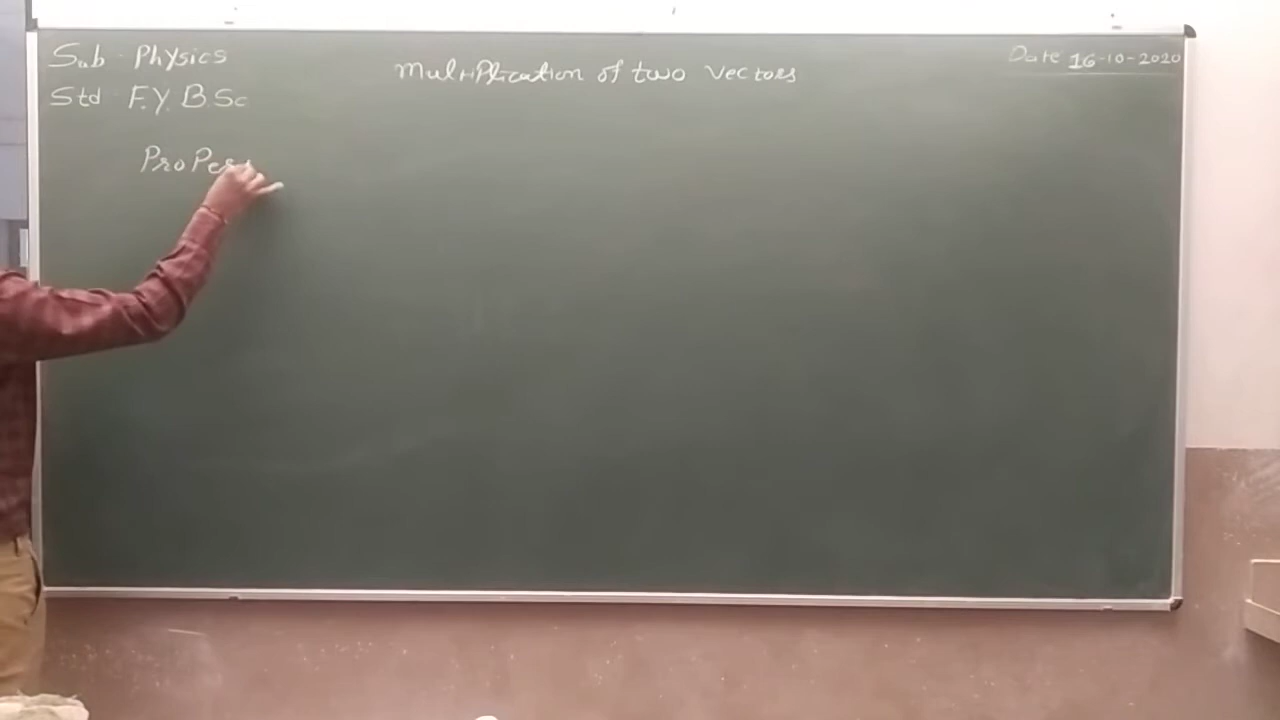 Sub - Physics
Std - F.Y. B.Sc
Multiplication of two vectors
Date 16-10-2020
Proper